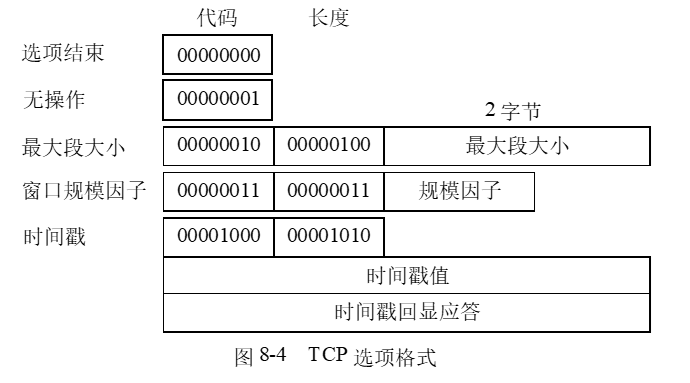 代码 长度
选项结束 00000000
无操作 00000001
2 字节
最大段大小 00000010 00000100 最大段大小
窗口规模因子 00000011 00000011 规模因子
时间戳 00001000 00001010
时间戳值
时间戳回显应答
图 8-4 TCP 选项格式